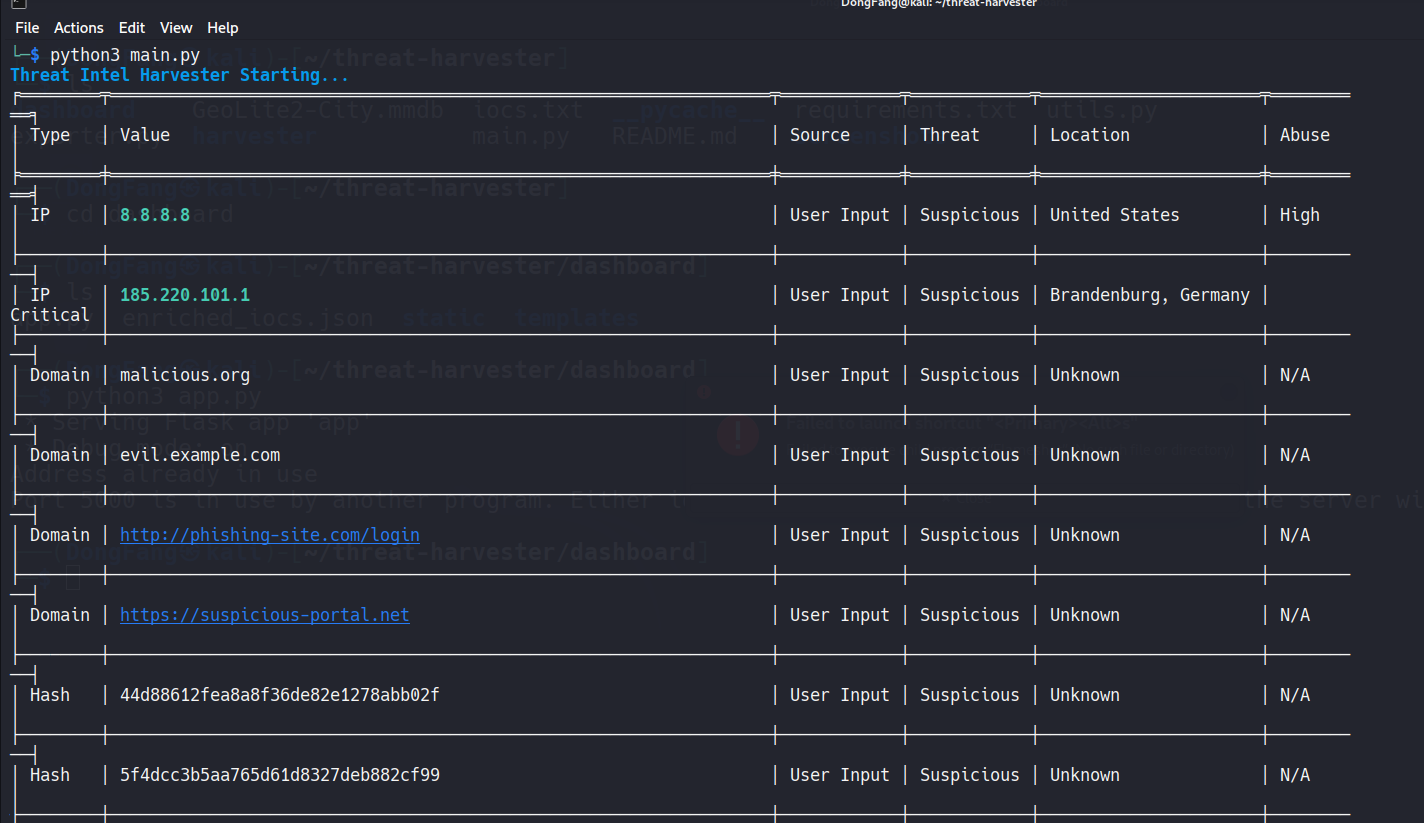 DongFang@kali: ~/threat-harvester
File Actions Edit View Help
└─$ python3 main.py
Threat Intel Harvester Starting...
Type | Value | Source | Threat | Location | Abuse
IP | 8.8.8.8 | User Input | Suspicious | United States | High
IP | 185.220.101.1 | User Input | Suspicious | Brandenburg, Germany |
Critical
Domain | malicious.org | User Input | Suspicious | Unknown | N/A
Domain | evil.example.com | User Input | Suspicious | Unknown | N/A
Domain | http://phishing-site.com/login | User Input | Suspicious | Unknown | N/A
Domain | https://suspicious-portal.net | User Input | Suspicious | Unknown | N/A
Hash | 44d88612fea8a8f36de82e1278abb02f | User Input | Suspicious | Unknown | N/A
Hash | 5f4dcc3b5aa765d61d8327deb882cf99 | User Input | Suspicious | Unknown | N/A